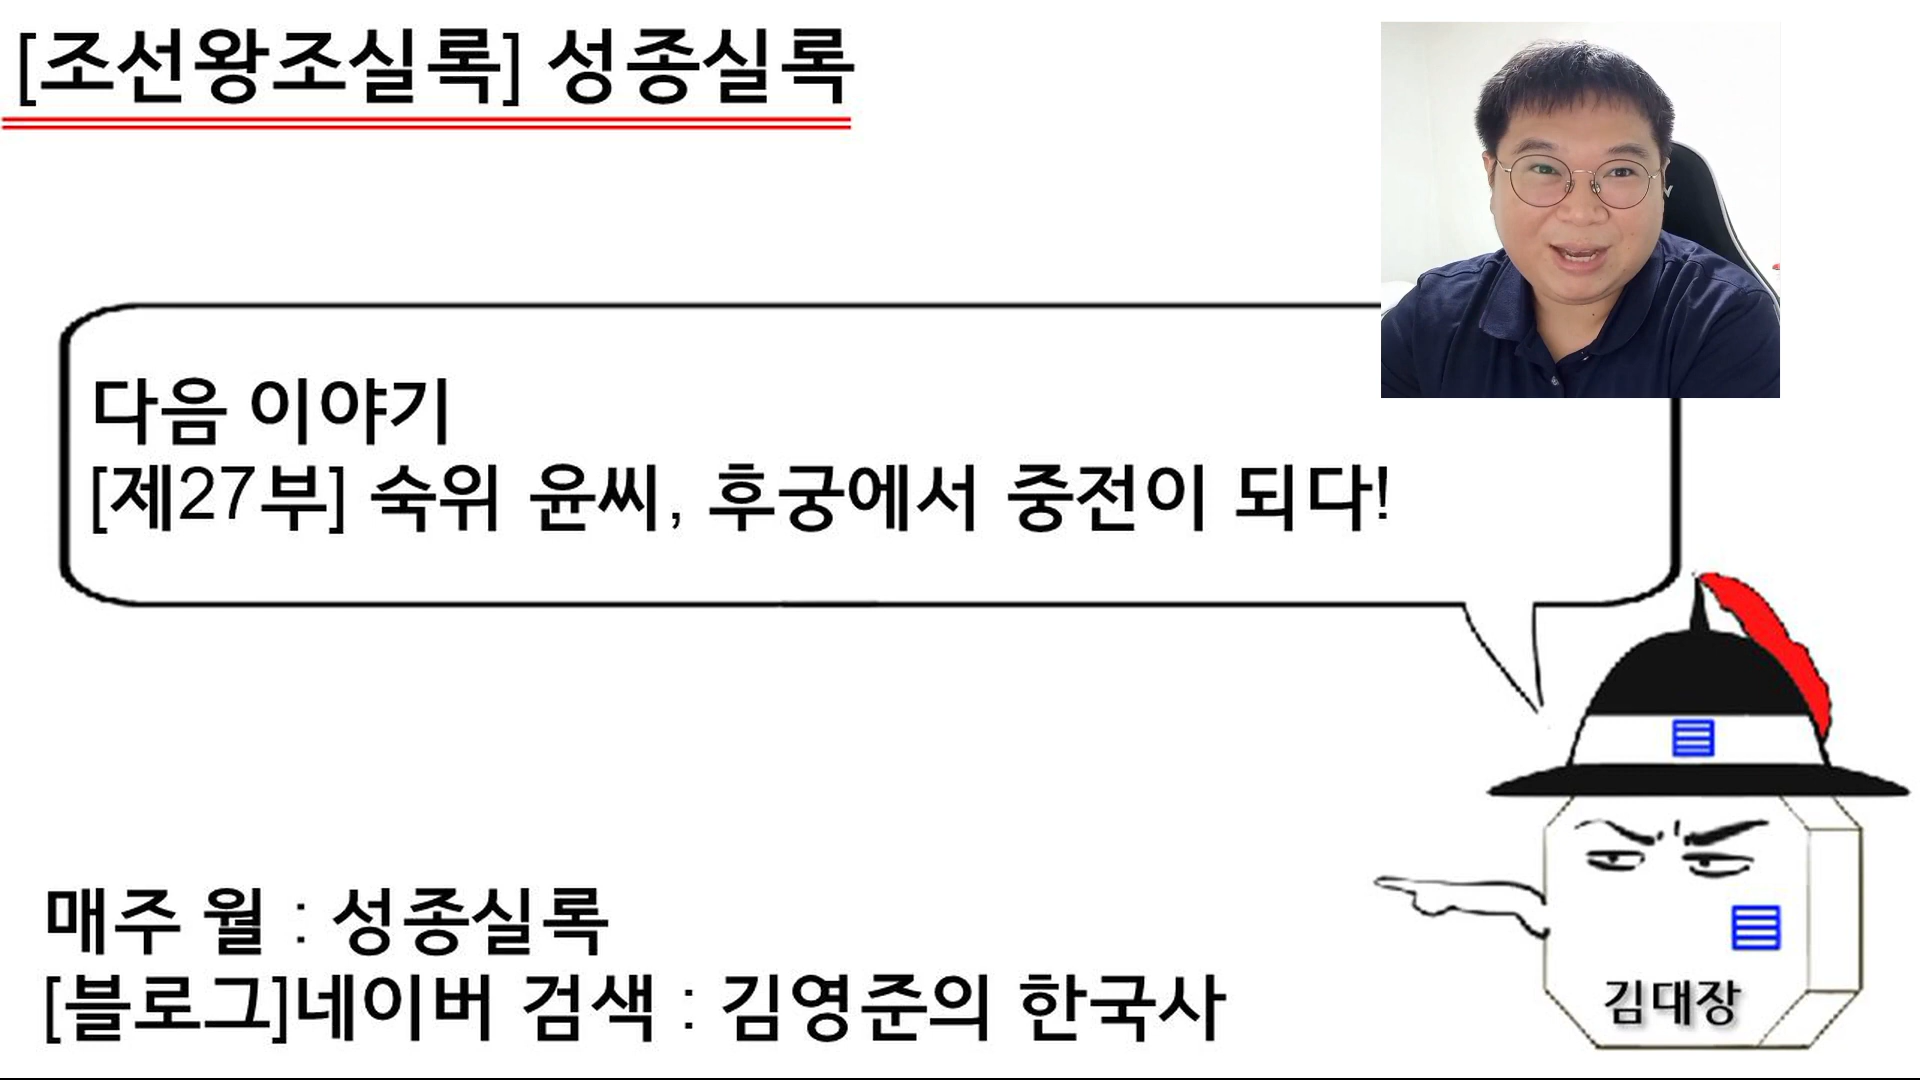 [조선왕조실록] 성종실록
다음 이야기
[제27부] 숙위 윤씨, 후궁에서 중전이 되다!
매주 월 : 성종실록
[블로그]네이버 검색 : 김영준의 한국사
김대장